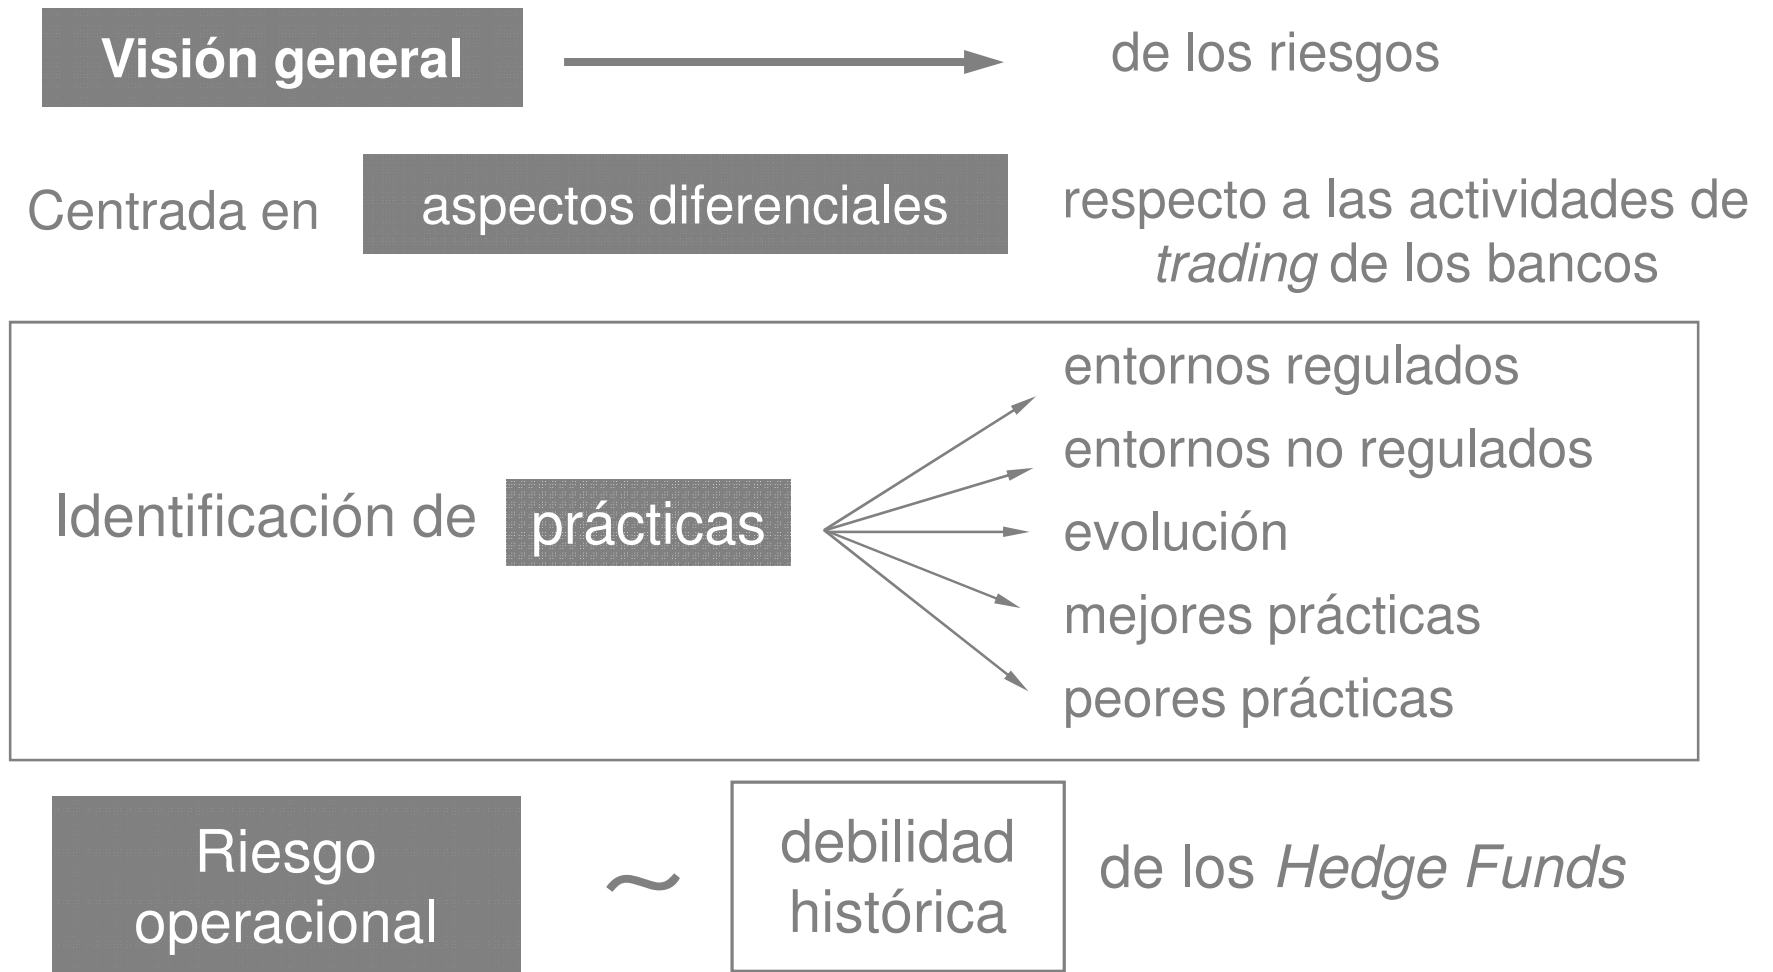 Visión general de los riesgos
Centrada en aspectos diferenciales respecto a las actividades de
trading de los bancos
entornos regulados
entornos no regulados
Identificación de prácticas evolución
mejores prácticas
peores prácticas
Riesgo
operacional
~
debilidad
histórica
de los Hedge Funds